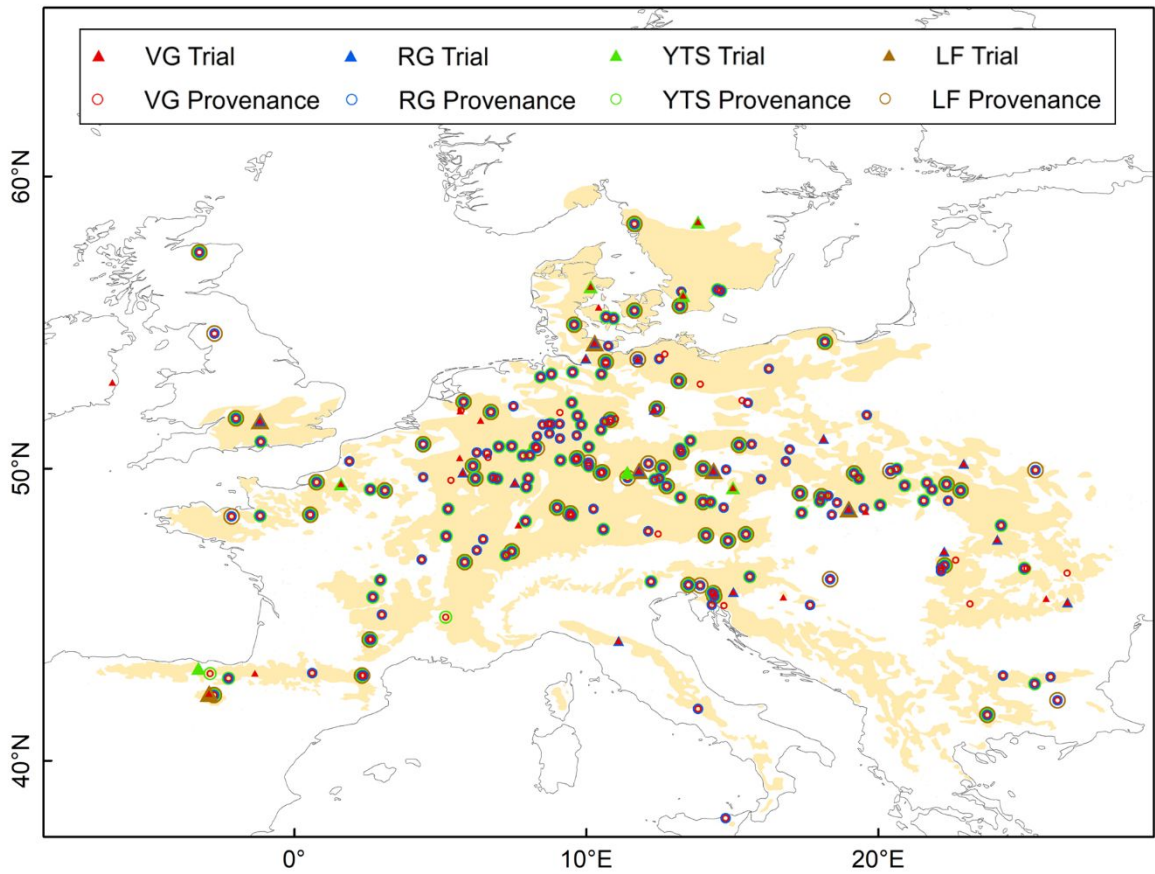 VG Trial RG Trial YTS Trial LF Trial
VG Provenance RG Provenance YTS Provenance LF Provenance
60°N
50°N
40°N
0° 10°E 20°E